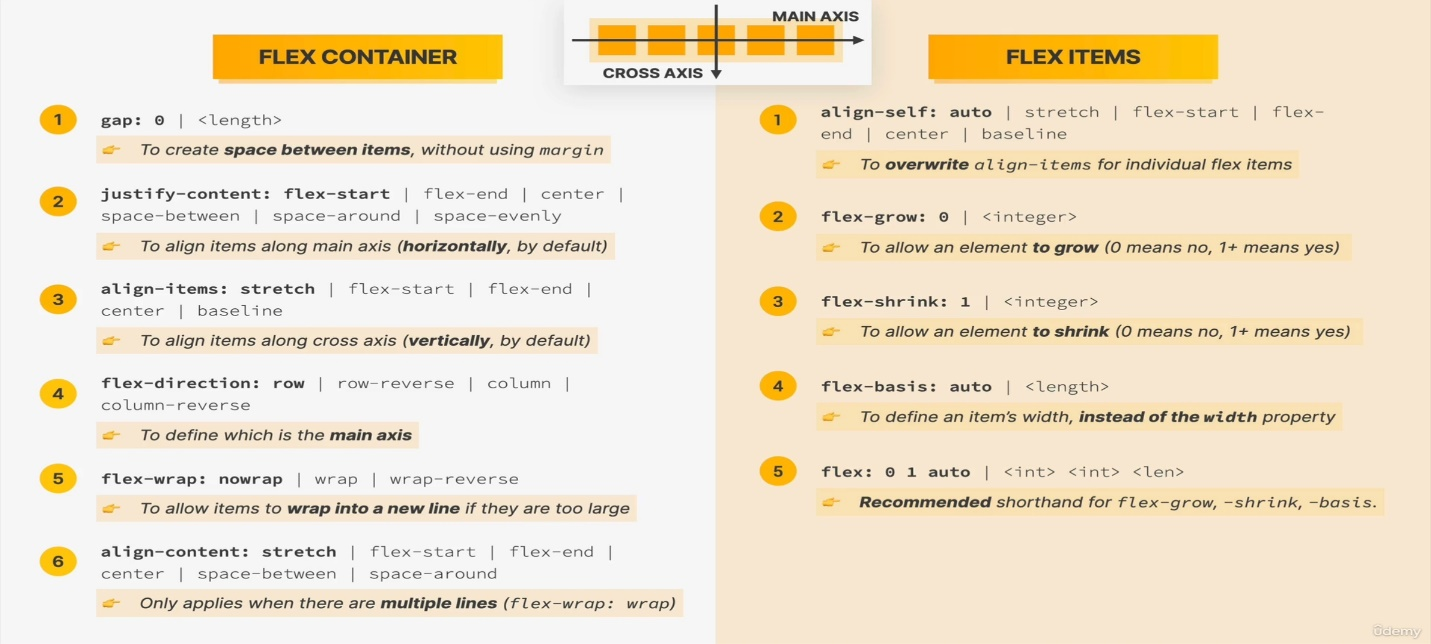 MAIN AXIS
CROSS AXIS
FLEX CONTAINER
1
gap: 0 | <length>
👉 To create space between items, without using margin
2
justify-content: flex-start | flex-end | center |
space-between | space-around | space-evenly
👉 To align items along main axis (horizontally, by default)
3
align-items: stretch | flex-start | flex-end |
center | baseline
👉 To align items along cross axis (vertically, by default)
4
flex-direction: row | row-reverse | column |
column-reverse
👉 To define which is the main axis
5
flex-wrap: nowrap | wrap | wrap-reverse
👉 To allow items to wrap into a new line if they are too large
6
align-content: stretch | flex-start | flex-end |
center | space-between | space-around
👉 Only applies when there are multiple lines (flex-wrap: wrap)
FLEX ITEMS
1
align-self: auto | stretch | flex-start | flex-
end | center | baseline
👉 To overwrite align-items for individual flex items
2
flex-grow: 0 | <integer>
👉 To allow an element to grow (0 means no, 1+ means yes)
3
flex-shrink: 1 | <integer>
👉 To allow an element to shrink (0 means no, 1+ means yes)
4
flex-basis: auto | <length>
👉 To define an item's width, instead of the width property
5
flex: 0 1 auto | <int> <int> <len>
👉 Recommended shorthand for flex-grow, -shrink, -basis.
ûdemy